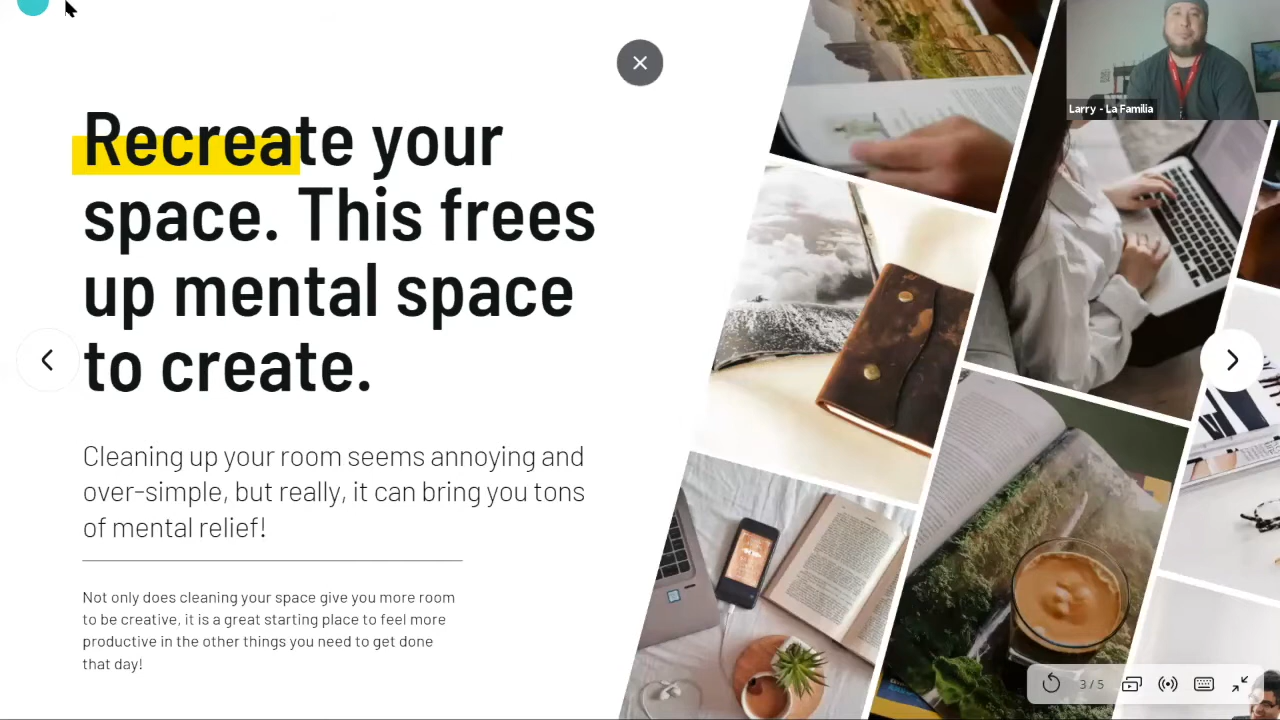 Recreate your
space. This frees
up mental space
to create.
Cleaning up your room seems annoying and
over-simple, but really, it can bring you tons
of mental relief!
Not only does cleaning your space give you more room
to be creative, it is a great starting place to feel more
productive in the other things you need to get done
that day!
Larry - La Familia
3 / 5